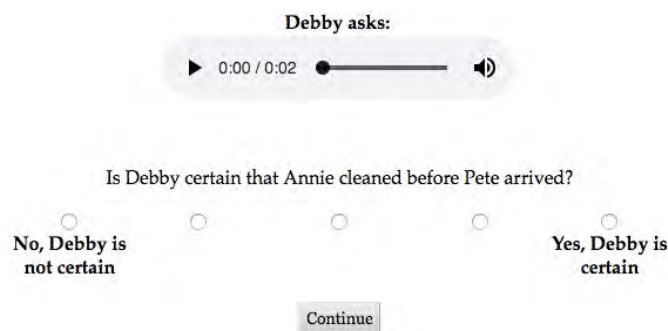 Debby asks:
0:00 / 0:02
Is Debby certain that Annie cleaned before Pete arrived?
No, Debby is
not certain
Yes, Debby is
certain
Continue